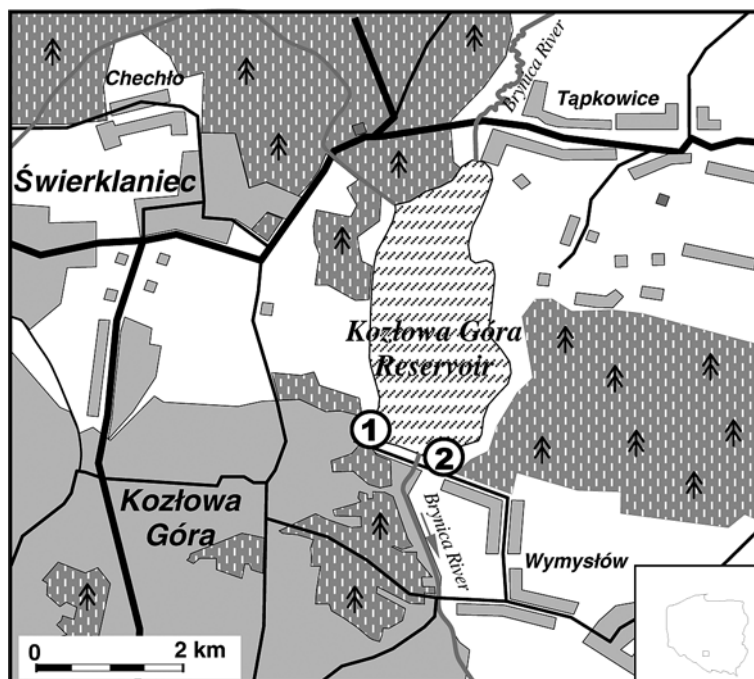 Chechło
Brynica River
Tąpkowice
Świerklaniec
Kozłowa Góra
Reservoir
1
2
Kozłowa
Góra
Brynica River
Wymysłów
0 2 km